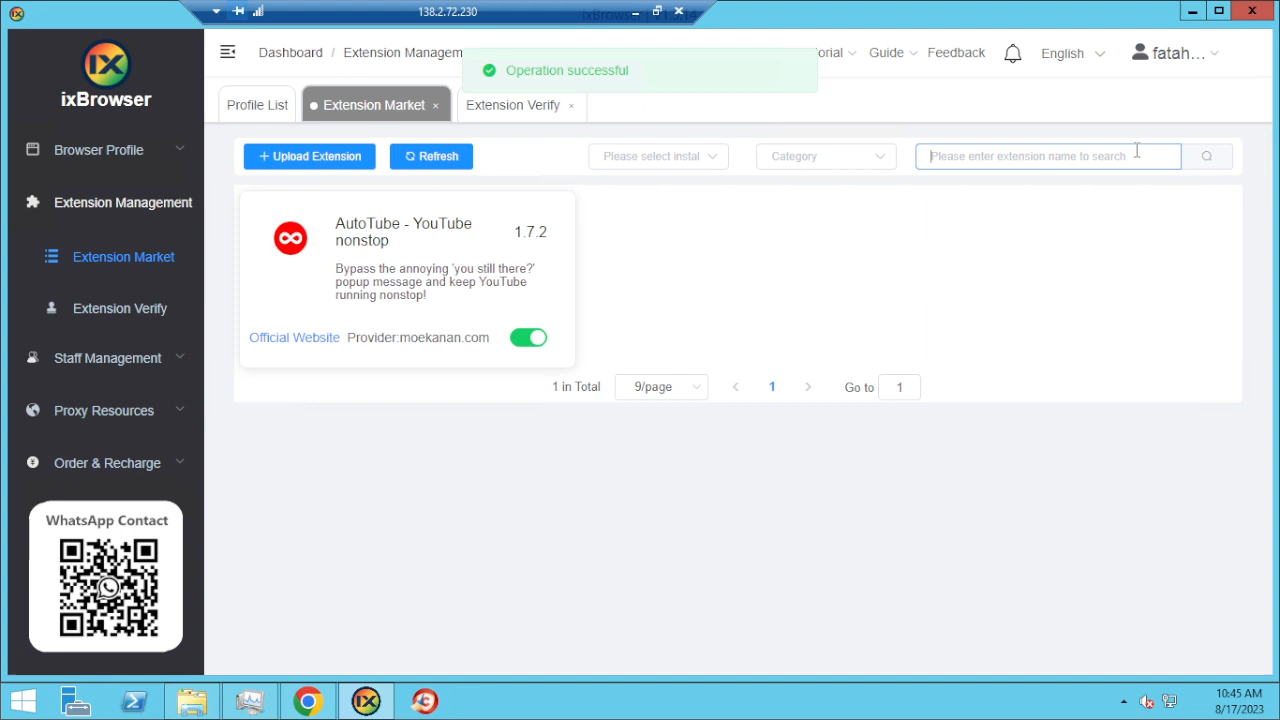 138.2.72.230
Dashboard / Extension Managem
orial
Guide
Feedback
English
fatah...
Operation successful
IX
ixBrowser
Profile List
Extension Market ×
Extension Verify ×
Browser Profile
Extension Management
Extension Market
Extension Verify
Staff Management
Proxy Resources
Order & Recharge
WhatsApp Contact
+ Upload Extension
Refresh
Please select instal
Category
Please enter extension name to search
AutoTube - YouTube
nonstop
1.7.2
Bypass the annoying 'you still there?'
popup message and keep YouTube
running nonstop!
Official Website Provider:moekanan.com
1 in Total
9/page
1
Go to
1
10:45 AM
8/17/2023